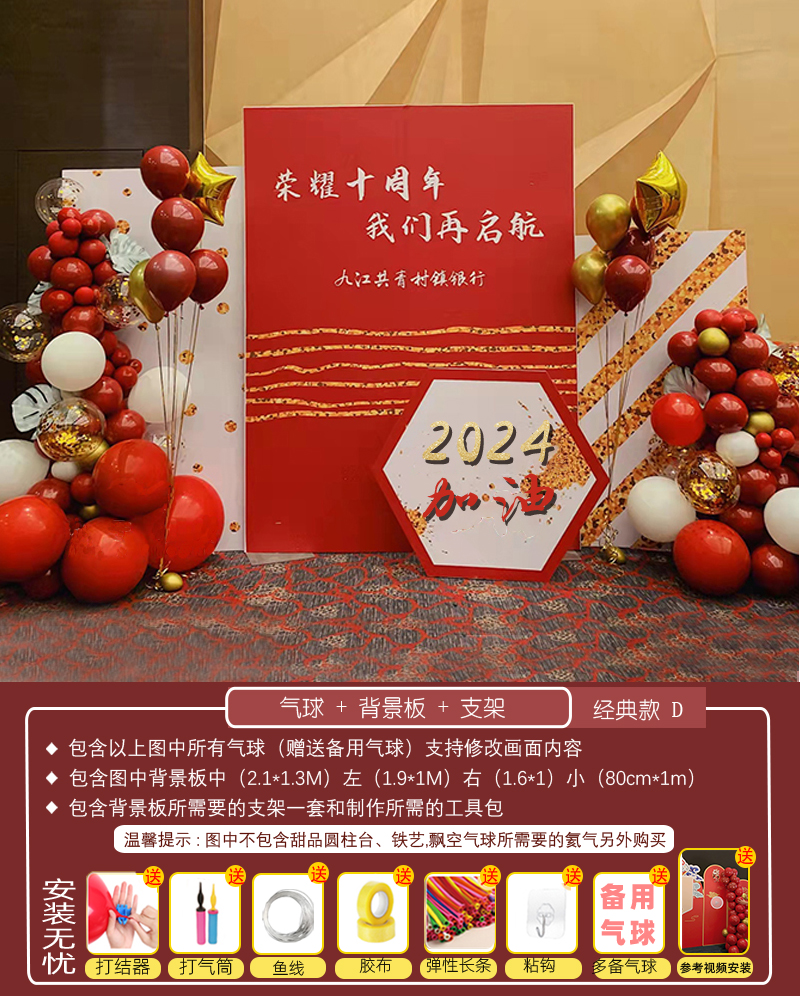 荣耀十周年
我们再启航
九江共青村镇银行
2024
加油
气球 + 背景板 + 支架
经典款 D
◆ 包含以上图中所有气球（赠送备用气球）支持修改画面内容
◆ 包含图中背景板中（2.1*1.3M）左（1.9*1M）右（1.6*1）小（80cm*1m）
◆ 包含背景板所需要的支架一套和制作所需的工具包
温馨提示：图中不包含甜品圆柱台、铁艺,飘空气球所需要的氦气另外购买
安装无忧
送 送 送 送 送 送 送 送
备用
气球
打结器 打气筒 鱼线 胶布 弹性长条 粘钩 多备气球 参考视频安装